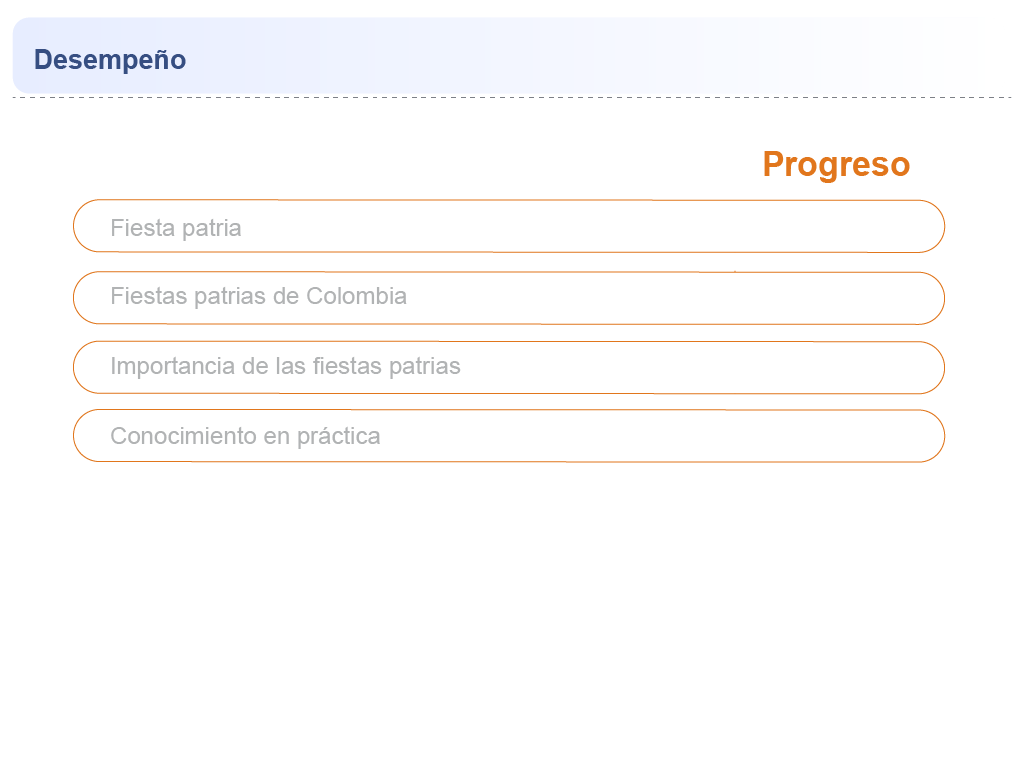 Desempeño
Progreso
Fiesta patria
Fiestas patrias de Colombia
Importancia de las fiestas patrias
Conocimiento en práctica